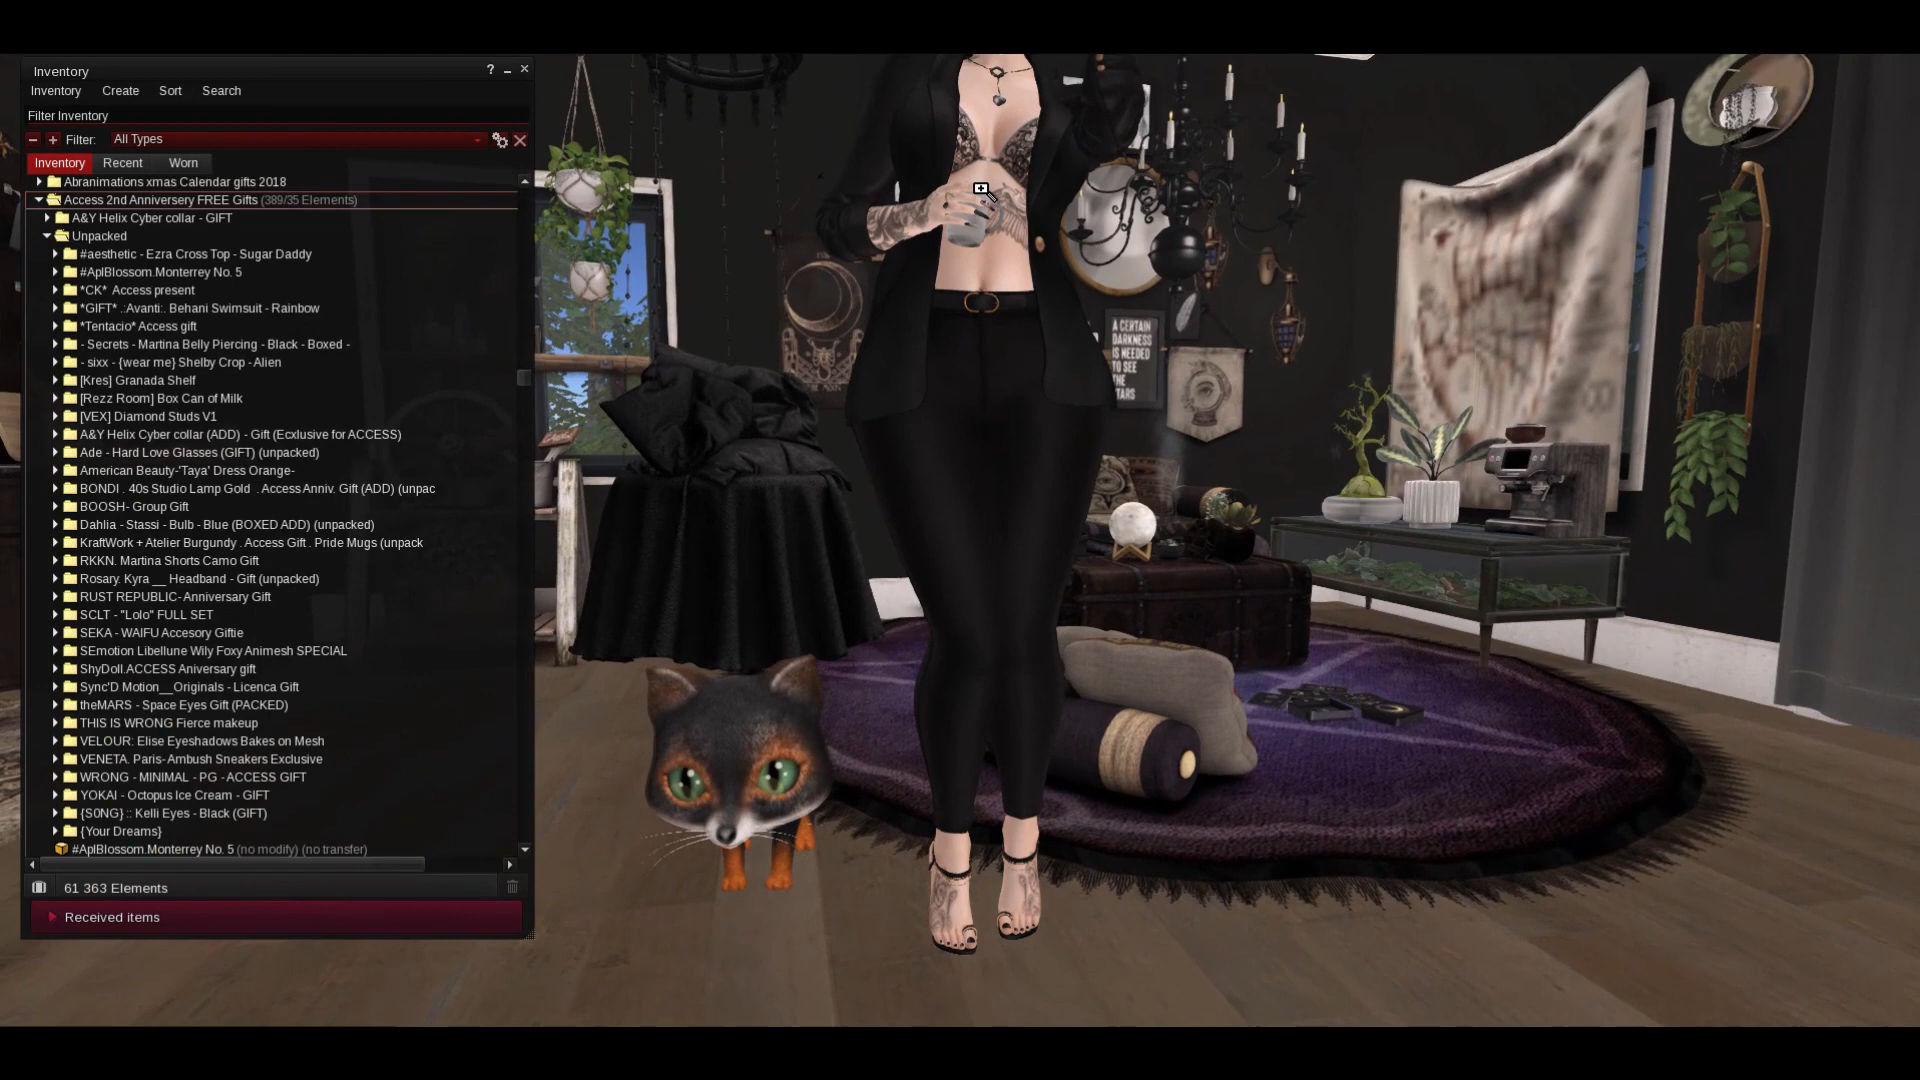 Inventory
? _ ×
Inventory Create Sort Search
Filter Inventory
− + Filter: All Types
Inventory Recent Worn
Abranimations xmas Calendar gifts 2018
Access 2nd Anniversery FREE Gifts (389/35 Elements)
A&Y Helix Cyber collar - GIFT
Unpacked
#aesthetic - Ezra Cross Top - Sugar Daddy
#AplBlossom.Monterrey No. 5
*CK*  Access present
*GIFT* .:Avanti:. Behani Swimsuit - Rainbow
*Tentacio* Access gift
- Secrets - Martina Belly Piercing - Black - Boxed -
- sixx - {wear me} Shelby Crop - Alien
[Kres] Granada Shelf
[Rezz Room] Box Can of Milk
[VEX] Diamond Studs V1
A&Y Helix Cyber collar (ADD) - Gift (Ecxlusive for ACCESS)
Ade - Hard Love Glasses (GIFT) (unpacked)
American Beauty-'Taya' Dress Orange-
BONDI . 40s Studio Lamp Gold  . Access Anniv. Gift (ADD) (unpac
BOOSH- Group Gift
Dahlia - Stassi - Bulb - Blue (BOXED ADD) (unpacked)
KraftWork + Atelier Burgundy . Access Gift . Pride Mugs (unpack
RKKN. Martina Shorts Camo Gift
Rosary. Kyra __ Headband - Gift (unpacked)
RUST REPUBLIC- Anniversary Gift
SCLT - "Lolo" FULL SET
SEKA - WAIFU Accesory Giftie
SEmotion Libellune Wily Foxy Animesh SPECIAL
ShyDoll.ACCESS Aniversary gift
Sync'D Motion__Originals - Licenca Gift
theMARS - Space Eyes Gift (PACKED)
THIS IS WRONG Fierce makeup
VELOUR: Elise Eyeshadows Bakes on Mesh
VENETA. Paris- Ambush Sneakers Exclusive
WRONG - MINIMAL - PG - ACCESS GIFT
YOKAI - Octopus Ice Cream - GIFT
{S0NG} :: Kelli Eyes - Black (GIFT)
{Your Dreams}
#AplBlossom.Monterrey No. 5 (no modify) (no transfer)
61 363 Elements
Received items
A CERTAIN
DARKNESS
IS NEEDED
TO SEE
THE
STARS